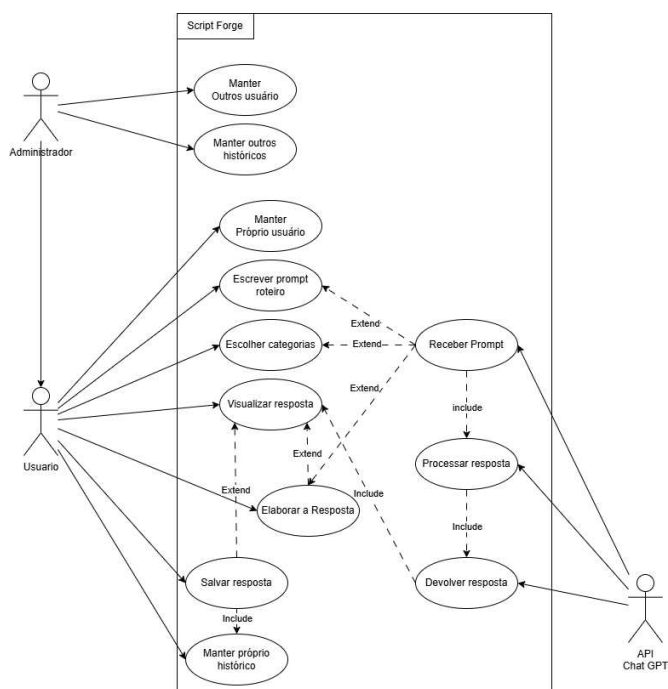 Script Forge
Manter
Outros usuário
Administrador
Manter outros
históricos
Manter
Pròprio usuário
Escrever prompt
roteiro
Extend
Escolher categorias
Extend
Receber Prompt
Extend
Visualizar resposta
include
Usuario
Extend
Processar resposta
Extend
Include
Elaborar a Resposta
Include
Salvar resposta
Devolver resposta
Include
Manter próprio
histórico
API
Chat GPT